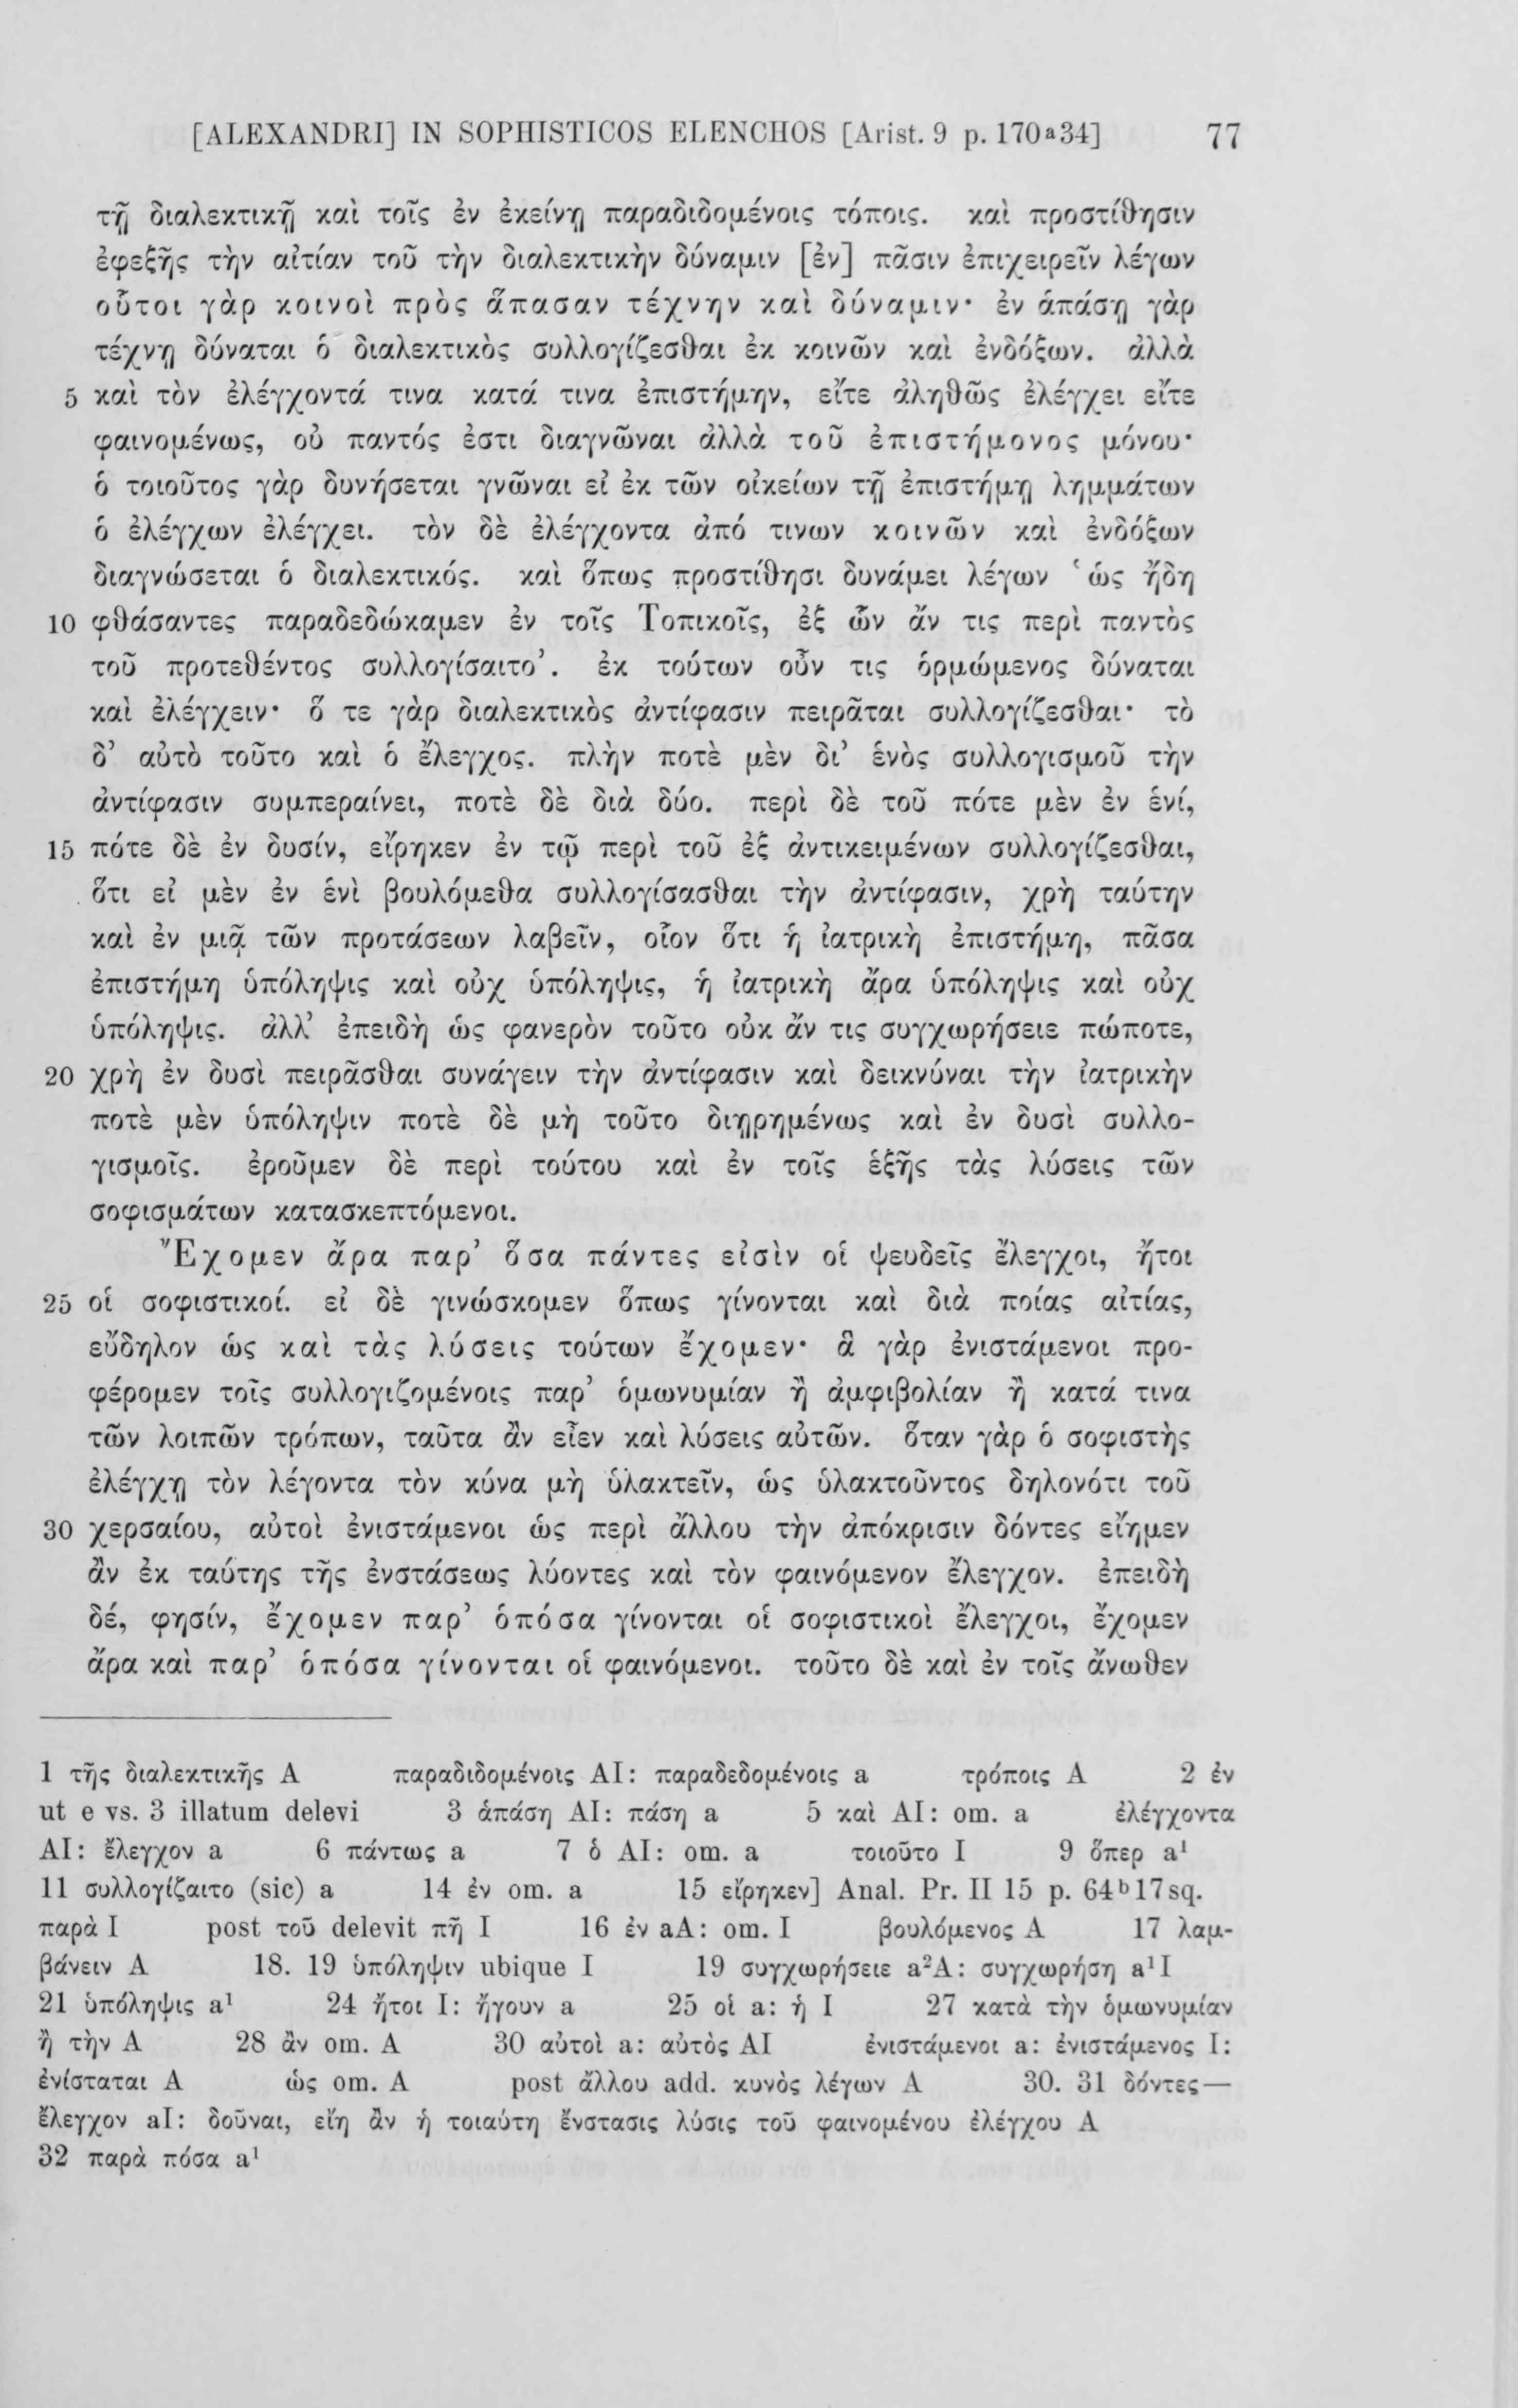 [ALEXANDRI] IN SOPHISTICOS ELENCHOS [Arist. 9 p. 170ᵃ34] 77
τῇ διαλεκτικῇ καὶ τοῖς ἐν ἐκείνῃ παραδιδομένοις τόποις. καὶ προστίθησιν
ἐφεξῆς τὴν αἰτίαν τοῦ τὴν διαλεκτικὴν δύναμιν [ἐν] πᾶσιν ἐπιχειρεῖν λέγων
οὗτοι γὰρ κοινοὶ πρὸς ἅπασαν τέχνην καὶ δύναμιν· ἐν ἁπάσῃ γὰρ
τέχνῃ δύναται ὁ διαλεκτικὸς συλλογίζεσθαι ἐκ κοινῶν καὶ ἐνδόξων. ἀλλὰ
5 καὶ τὸν ἐλέγχοντά τινα κατά τινα ἐπιστήμην, εἴτε ἀληθῶς ἐλέγχει εἴτε
φαινομένως, οὐ παντός ἐστι διαγνῶναι ἀλλὰ τοῦ ἐπιστήμονος μόνου·
ὁ τοιοῦτος γὰρ δυνήσεται γνῶναι εἰ ἐκ τῶν οἰκείων τῇ ἐπιστήμῃ λημμάτων
ὁ ἐλέγχων ἐλέγχει. τὸν δὲ ἐλέγχοντα ἀπό τινων κοινῶν καὶ ἐνδόξων
διαγνώσεται ὁ διαλεκτικός. καὶ ὅπως προστίθησι δυνάμει λέγων ‘ὡς ἤδη
10 φθάσαντες παραδεδώκαμεν ἐν τοῖς Τοπικοῖς, ἐξ ὧν ἄν τις περὶ παντὸς
τοῦ προτεθέντος συλλογίσαιτο’. ἐκ τούτων οὖν τις ὁρμώμενος δύναται
καὶ ἐλέγχειν· ὅ τε γὰρ διαλεκτικὸς ἀντίφασιν πειρᾶται συλλογίζεσθαι· τὸ
δ’ αὐτὸ τοῦτο καὶ ὁ ἔλεγχος. πλὴν ποτὲ μὲν δι’ ἑνὸς συλλογισμοῦ τὴν
ἀντίφασιν συμπεραίνει, ποτὲ δὲ διὰ δύο. περὶ δὲ τοῦ πότε μὲν ἐν ἑνί,
15 πότε δὲ ἐν δυσίν, εἴρηκεν ἐν τῷ περὶ τοῦ ἐξ ἀντικειμένων συλλογίζεσθαι,
ὅτι εἰ μὲν ἐν ἑνὶ βουλόμεθα συλλογίσασθαι τὴν ἀντίφασιν, χρὴ ταύτην
καὶ ἐν μιᾷ τῶν προτάσεων λαβεῖν, οἷον ὅτι ἡ ἰατρικὴ ἐπιστήμη, πᾶσα
ἐπιστήμη ὑπόληψις καὶ οὐχ ὑπόληψις, ἡ ἰατρικὴ ἄρα ὑπόληψις καὶ οὐχ
ὑπόληψις. ἀλλ’ ἐπειδὴ ὡς φανερὸν τοῦτο οὐκ ἄν τις συγχωρήσειε πώποτε,
20 χρὴ ἐν δυσὶ πειρᾶσθαι συνάγειν τὴν ἀντίφασιν καὶ δεικνύναι τὴν ἰατρικὴν
ποτὲ μὲν ὑπόληψιν ποτὲ δὲ μὴ τοῦτο διῃρημένως καὶ ἐν δυσὶ συλλο-
γισμοῖς. ἐροῦμεν δὲ περὶ τούτου καὶ ἐν τοῖς ἑξῆς τὰς λύσεις τῶν
σοφισμάτων κατασκεπτόμενοι.
Ἔχομεν ἄρα παρ’ ὅσα πάντες εἰσὶν οἱ ψευδεῖς ἔλεγχοι, ἤτοι
25 οἱ σοφιστικοί. εἰ δὲ γινώσκομεν ὅπως γίνονται καὶ διὰ ποίας αἰτίας,
εὔδηλον ὡς καὶ τὰς λύσεις τούτων ἔχομεν· ἃ γὰρ ἐνιστάμενοι προ-
φέρομεν τοῖς συλλογιζομένοις παρ’ ὁμωνυμίαν ἢ ἀμφιβολίαν ἢ κατά τινα
τῶν λοιπῶν τρόπων, ταῦτα ἂν εἶεν καὶ λύσεις αὐτῶν. ὅταν γὰρ ὁ σοφιστὴς
ἐλέγχῃ τὸν λέγοντα τὸν κύνα μὴ ὑλακτεῖν, ὡς ὑλακτοῦντος δηλονότι τοῦ
30 χερσαίου, αὐτοὶ ἐνιστάμενοι ὡς περὶ ἄλλου τὴν ἀπόκρισιν δόντες εἴημεν
ἂν ἐκ ταύτης τῆς ἐνστάσεως λύοντες καὶ τὸν φαινόμενον ἔλεγχον. ἐπειδὴ
δέ, φησίν, ἔχομεν παρ’ ὁπόσα γίνονται οἱ σοφιστικοὶ ἔλεγχοι, ἔχομεν
ἄρα καὶ παρ’ ὁπόσα γίνονται οἱ φαινόμενοι. τοῦτο δὲ καὶ ἐν τοῖς ἄνωθεν
1 τῆς διαλεκτικῆς A παραδιδομένοις AI: παραδεδομένοις a τρόποις A 2 ἐν
ut e vs. 3 illatum delevi 3 ἁπάση AI: πάση a 5 καὶ AI: om. a ἐλέγχοντα
AI: ἔλεγχον a 6 πάντως a 7 ὁ AI: om. a τοιοῦτο I 9 ὅπερ a¹
11 συλλογίζαιτο (sic) a 14 ἐν om. a 15 εἴρηκεν] Anal. Pr. II 15 p. 64ᵇ17sq.
παρὰ I post τοῦ delevit πῆ I 16 ἐν aA: om. I βουλόμενος A 17 λαμ-
βάνειν A 18. 19 ὑπόληψιν ubique I 19 συγχωρήσειε a²A: συγχωρήση a¹I
21 ὑπόληψις a¹ 24 ἤτοι I: ἤγουν a 25 οἱ a: ἡ I 27 κατὰ τὴν ὁμωνυμίαν
ἢ τὴν A 28 ἂν om. A 30 αὐτοὶ a: αὐτὸς AI ἐνιστάμενοι a: ἐνιστάμενος I:
ἐνίσταται A ὡς om. A post ἄλλου add. κυνὸς λέγων A 30. 31 δόντες—
ἔλεγχον aI: δοῦναι, εἴη ἂν ἡ τοιαύτη ἔνστασις λύσις τοῦ φαινομένου ἐλέγχου A
32 παρὰ πόσα a¹